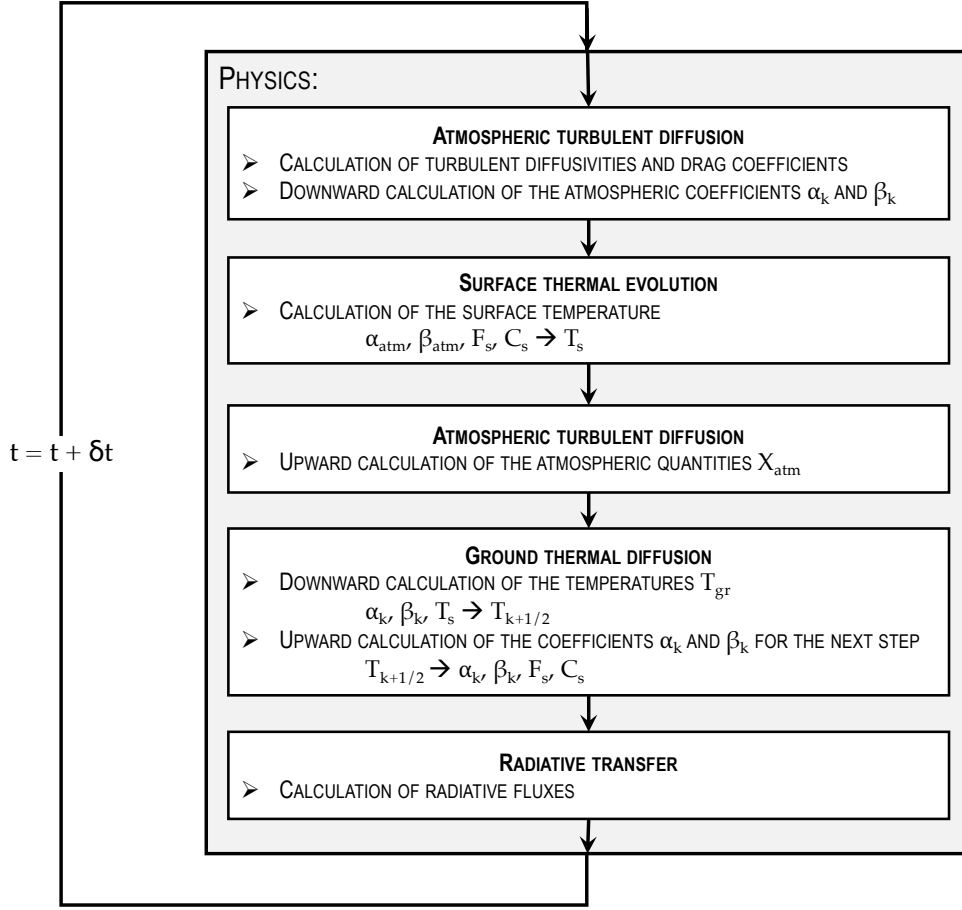 PHYSICS:
ATMOSPHERIC TURBULENT DIFFUSION
➢ CALCULATION OF TURBULENT DIFFUSIVITIES AND DRAG COEFFICIENTS
➢ DOWNWARD CALCULATION OF THE ATMOSPHERIC COEFFICIENTS αk AND βk
SURFACE THERMAL EVOLUTION
➢ CALCULATION OF THE SURFACE TEMPERATURE
αatm, βatm, Fs, Cs → Ts
ATMOSPHERIC TURBULENT DIFFUSION
➢ UPWARD CALCULATION OF THE ATMOSPHERIC QUANTITIES Xatm
t = t + δt
GROUND THERMAL DIFFUSION
➢ DOWNWARD CALCULATION OF THE TEMPERATURES Tgr
αk, βk, Ts → Tk+1/2
➢ UPWARD CALCULATION OF THE COEFFICIENTS αk AND βk FOR THE NEXT STEP
Tk+1/2 → αk, βk, Fs, Cs
RADIATIVE TRANSFER
➢ CALCULATION OF RADIATIVE FLUXES